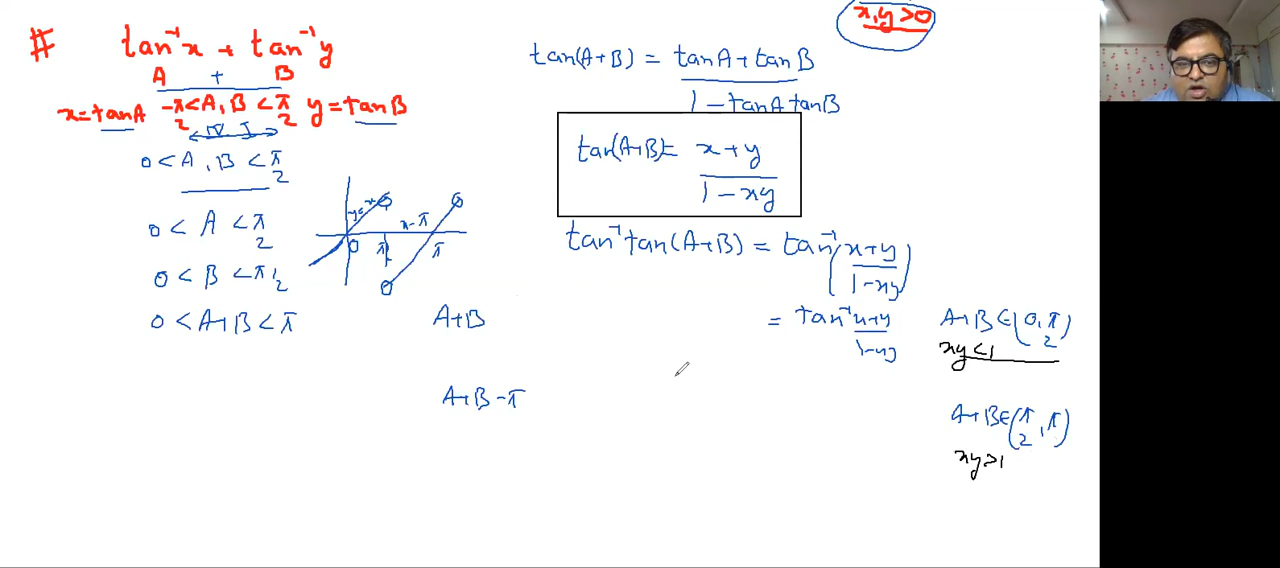 # tan⁻¹x + tan⁻¹y
A + B
x=tanA -π/2<A,B<π/2 y=tanB
IV I
0<A,B<π/2
0<A<π/2
0<B<π/2
0<A+B<π
y=x
x-π
0 π/2 π
x,y>0
tan(A+B) = (tanA+tanB)/(1-tanAtanB)
tan(A+B)= (x+y)/(1-xy)
tan⁻¹tan(A+B) = tan⁻¹((x+y)/(1-xy))
A+B = tan⁻¹ (x+y)/(1-xy) A+B∈(0,π/2)
xy<1
A+B-π A+B∈(π/2,π)
xy>1